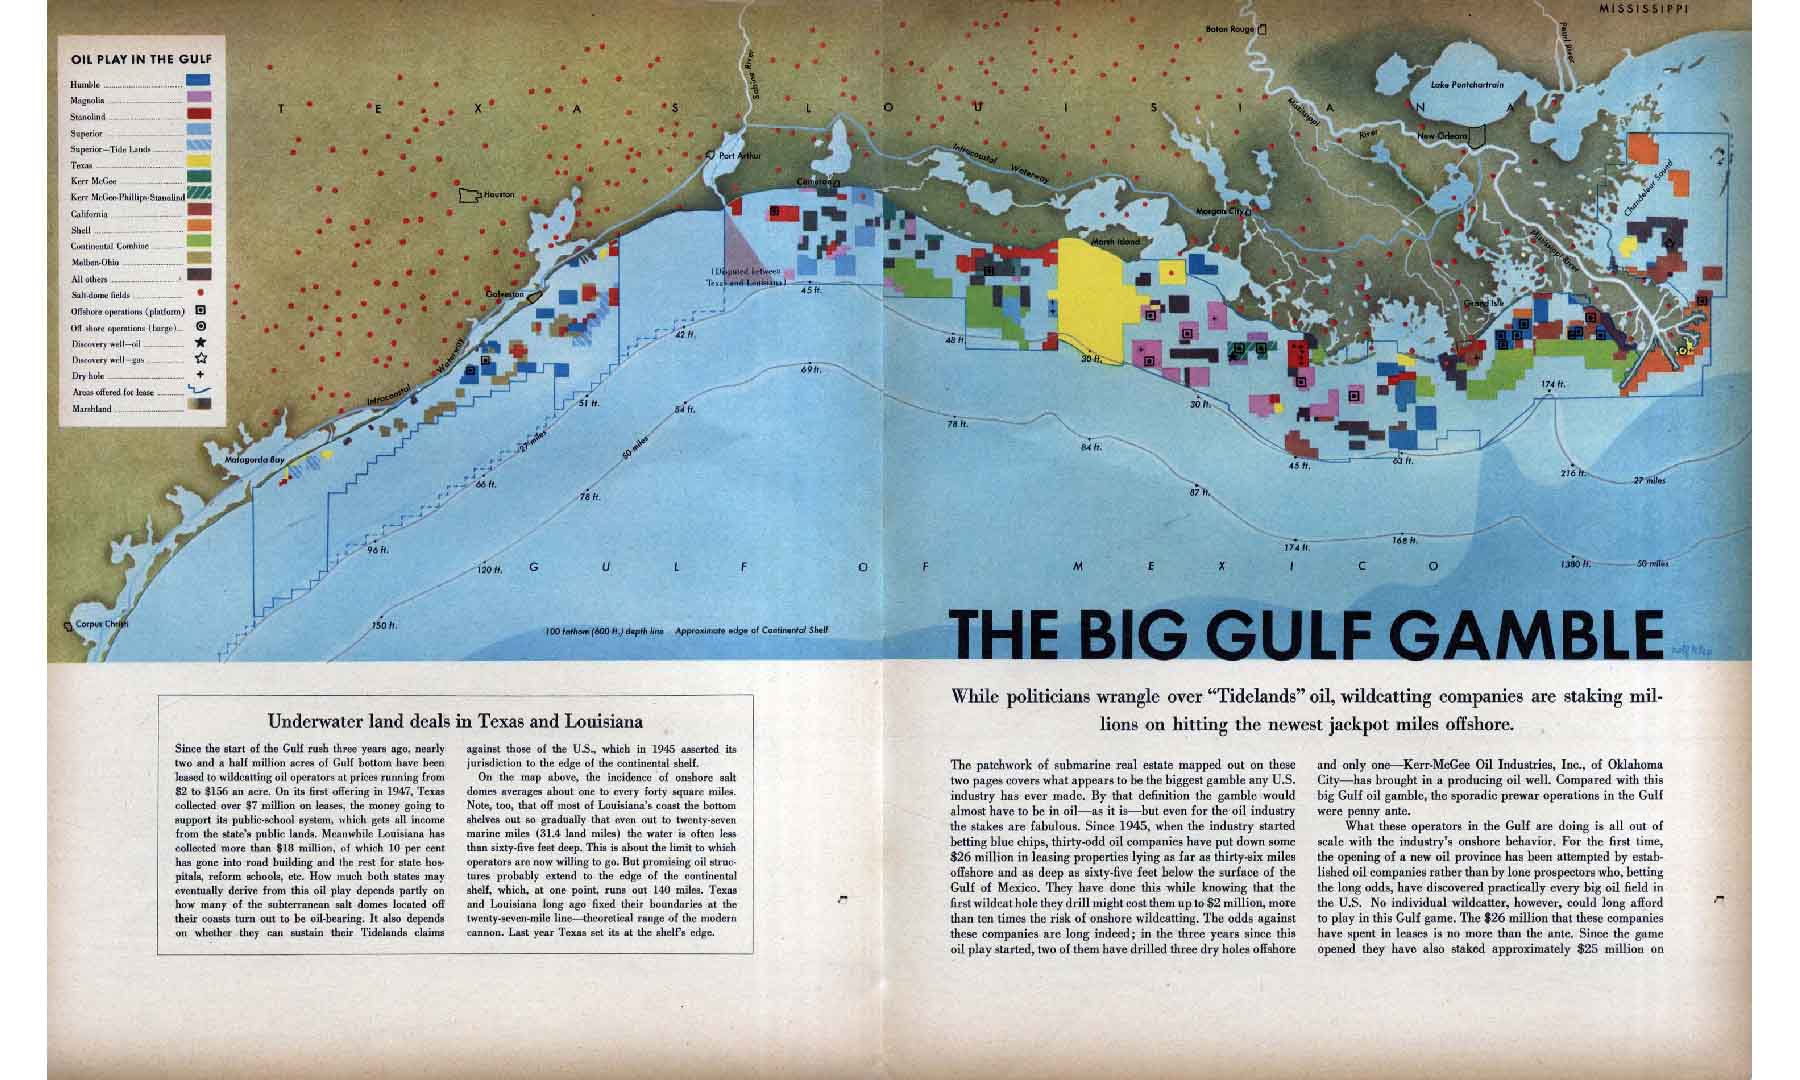 MISSISSIPPI
OIL PLAY IN THE GULF
Humble
Magnolia
Stanolind
Superior
Superior—Tide Lands
Texas
Kerr McGee
Kerr McGee-Phillips-Stanolind
California
Shell
Continental Combine
Melben-Ohio
All others
Salt-dome fields
Offshore operations (platform)
Off shore operations (barge)
Discovery well—oil
Discovery well—gas
Dry hole
Areas offered for lease
Marshland
TEXAS
LOUISIANA
Sabine River
Baton Rouge
Pearl River
Lake Pontchartrain
Mississippi River
New Orleans
Port Arthur
Houston
Cameron
Intracoastal Waterway
Morgan City
Marsh Island
Chandeleur Sound
Mississippi River
Grand Isle
Galveston
(Disputed between
Texas and Louisiana)
45 ft.
42 ft.
48 ft.
30 ft.
69 ft.
Intracoastal Waterway
51 ft.
84 ft.
30 ft.
174 ft.
78 ft.
27 miles
50 miles
84 ft.
45 ft.
63 ft.
Matagorda Bay
66 ft.
78 ft.
87 ft.
216 ft.
27 miles
96 ft.
174 ft.
168 ft.
120 ft.
GULF OF MEXICO
1380 ft.
50 miles
Corpus Christi
150 ft.
100 fathom (600 ft.) depth line Approximate edge of Continental Shelf
THE BIG GULF GAMBLE
While politicians wrangle over “Tidelands” oil, wildcatting companies are staking mil-
lions on hitting the newest jackpot miles offshore.
Underwater land deals in Texas and Louisiana
Since the start of the Gulf rush three years ago, nearly
two and a half million acres of Gulf bottom have been
leased to wildcatting oil operators at prices running from
$2 to $156 an acre. On its first offering in 1947, Texas
collected over $7 million on leases, the money going to
support its public-school system, which gets all income
from the state's public lands. Meanwhile Louisiana has
collected more than $18 million, of which 10 per cent
has gone into road building and the rest for state hos-
pitals, reform schools, etc. How much both states may
eventually derive from this oil play depends partly on
how many of the subterranean salt domes located off
their coasts turn out to be oil-bearing. It also depends
on whether they can sustain their Tidelands claims
against those of the U.S., which in 1945 asserted its
jurisdiction to the edge of the continental shelf.
On the map above, the incidence of onshore salt
domes averages about one to every forty square miles.
Note, too, that off most of Louisiana's coast the bottom
shelves out so gradually that even out to twenty-seven
marine miles (31.4 land miles) the water is often less
than sixty-five feet deep. This is about the limit to which
operators are now willing to go. But promising oil struc-
tures probably extend to the edge of the continental
shelf, which, at one point, runs out 140 miles. Texas
and Louisiana long ago fixed their boundaries at the
twenty-seven-mile line—theoretical range of the modern
cannon. Last year Texas set its at the shelf's edge.
The patchwork of submarine real estate mapped out on these
two pages covers what appears to be the biggest gamble any U.S.
industry has ever made. By that definition the gamble would
almost have to be in oil—as it is—but even for the oil industry
the stakes are fabulous. Since 1945, when the industry started
betting blue chips, thirty-odd oil companies have put down some
$26 million in leasing properties lying as far as thirty-six miles
offshore and as deep as sixty-five feet below the surface of the
Gulf of Mexico. They have done this while knowing that the
first wildcat hole they drill might cost them up to $2 million, more
than ten times the risk of onshore wildcatting. The odds against
these companies are long indeed; in the three years since this
oil play started, two of them have drilled three dry holes offshore
and only one—Kerr-McGee Oil Industries, Inc., of Oklahoma
City—has brought in a producing oil well. Compared with this
big Gulf oil gamble, the sporadic prewar operations in the Gulf
were penny ante.
What these operators in the Gulf are doing is all out of
scale with the industry's onshore behavior. For the first time,
the opening of a new oil province has been attempted by estab-
lished oil companies rather than by lone prospectors who, betting
the long odds, have discovered practically every big oil field in
the U.S. No individual wildcatter, however, could long afford
to play in this Gulf game. The $26 million that these companies
have spent in leases is no more than the ante. Since the game
opened they have also staked approximately $25 million on